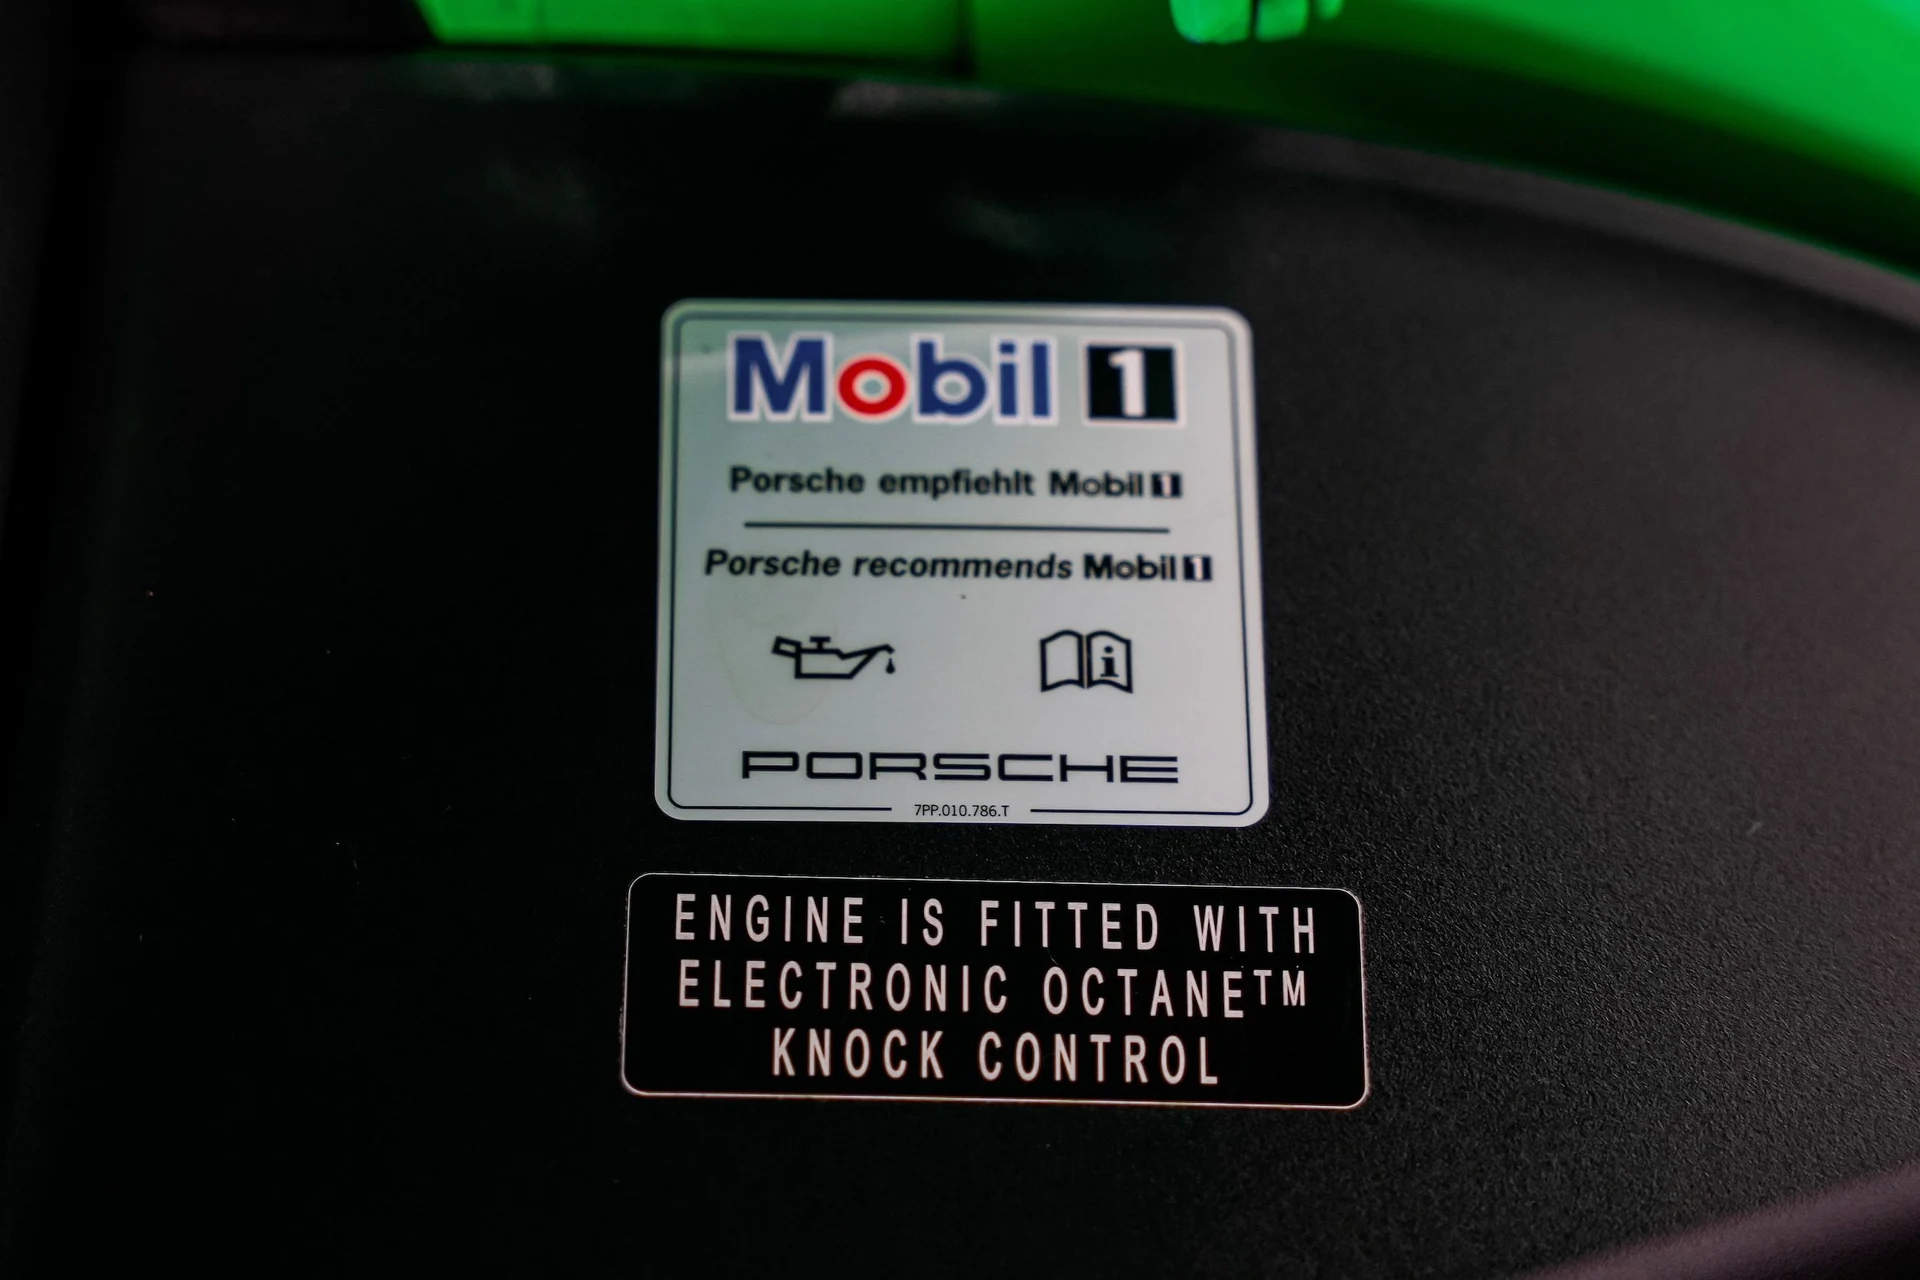 Mobil 1
Porsche empfiehlt Mobil 1
Porsche recommends Mobil 1
i
PORSCHE
7PP.010.786.T
ENGINE IS FITTED WITH
ELECTRONIC OCTANE™
KNOCK CONTROL